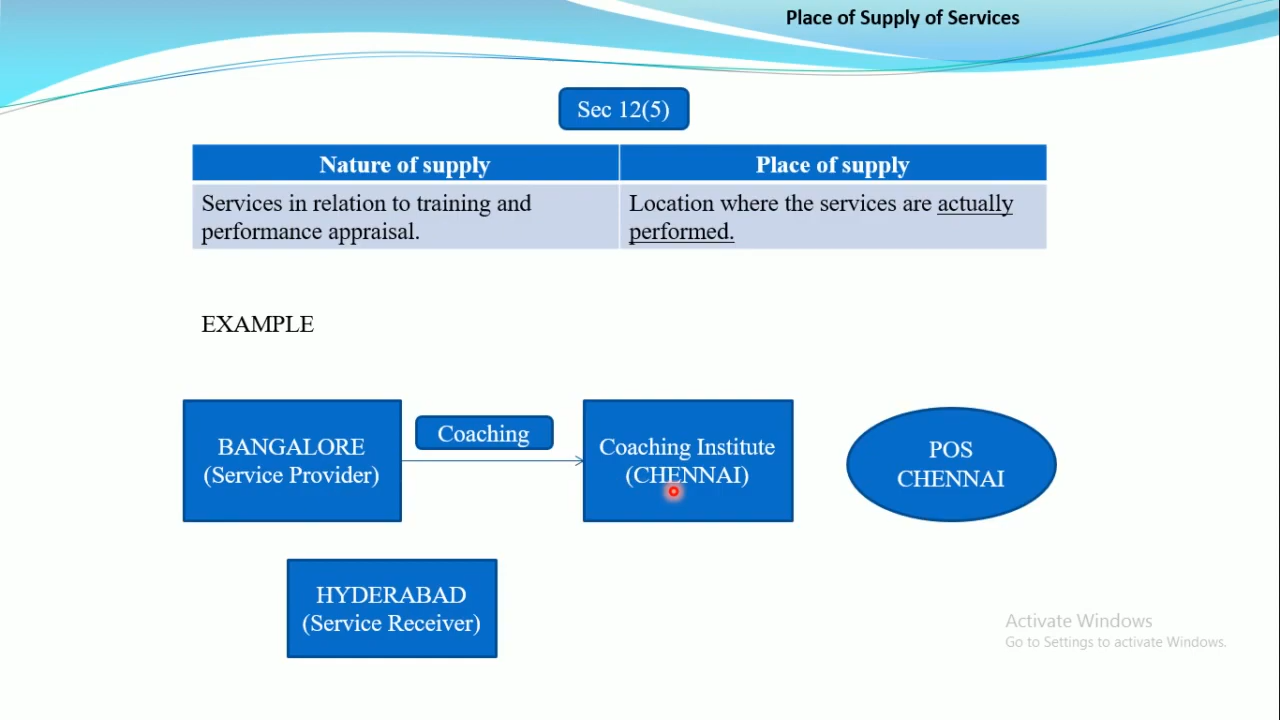 Place of Supply of Services
Sec 12(5)
Nature of supply
Place of supply
Services in relation to training and
performance appraisal.
Location where the services are actually
performed.
EXAMPLE
BANGALORE
(Service Provider)
Coaching
Coaching Institute
(CHENNAI)
POS
CHENNAI
HYDERABAD
(Service Receiver)
Activate Windows
Go to Settings to activate Windows.